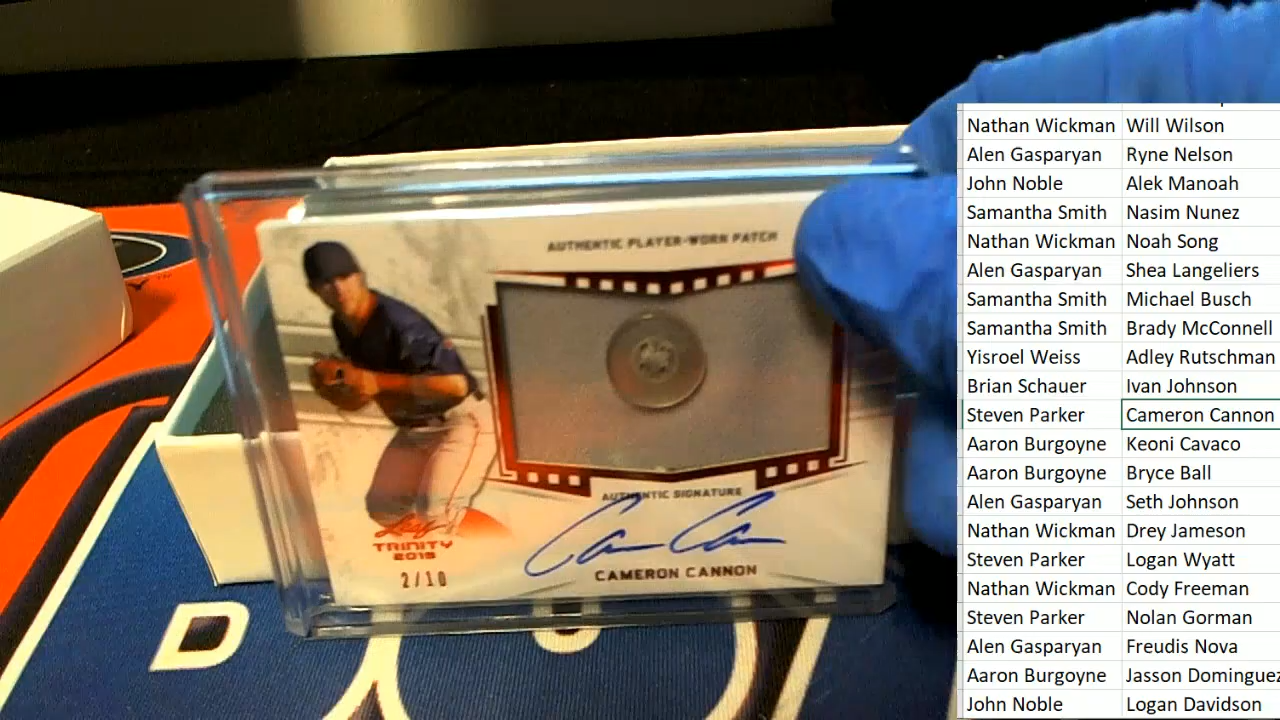 AUTHENTIC PLAYER-WORN PATCH
AUTHENTIC SIGNATURE
Leaf
TRINITY
2019
2/10
CAMERON CANNON
D
Nathan Wickman Will Wilson
Alen Gasparyan Ryne Nelson
John Noble Alek Manoah
Samantha Smith Nasim Nunez
Nathan Wickman Noah Song
Alen Gasparyan Shea Langeliers
Samantha Smith Michael Busch
Samantha Smith Brady McConnell
Yisroel Weiss Adley Rutschman
Brian Schauer Ivan Johnson
Steven Parker Cameron Cannon
Aaron Burgoyne Keoni Cavaco
Aaron Burgoyne Bryce Ball
Alen Gasparyan Seth Johnson
Nathan Wickman Drey Jameson
Steven Parker Logan Wyatt
Nathan Wickman Cody Freeman
Steven Parker Nolan Gorman
Alen Gasparyan Freudis Nova
Aaron Burgoyne Jasson Dominguez
John Noble Logan Davidson